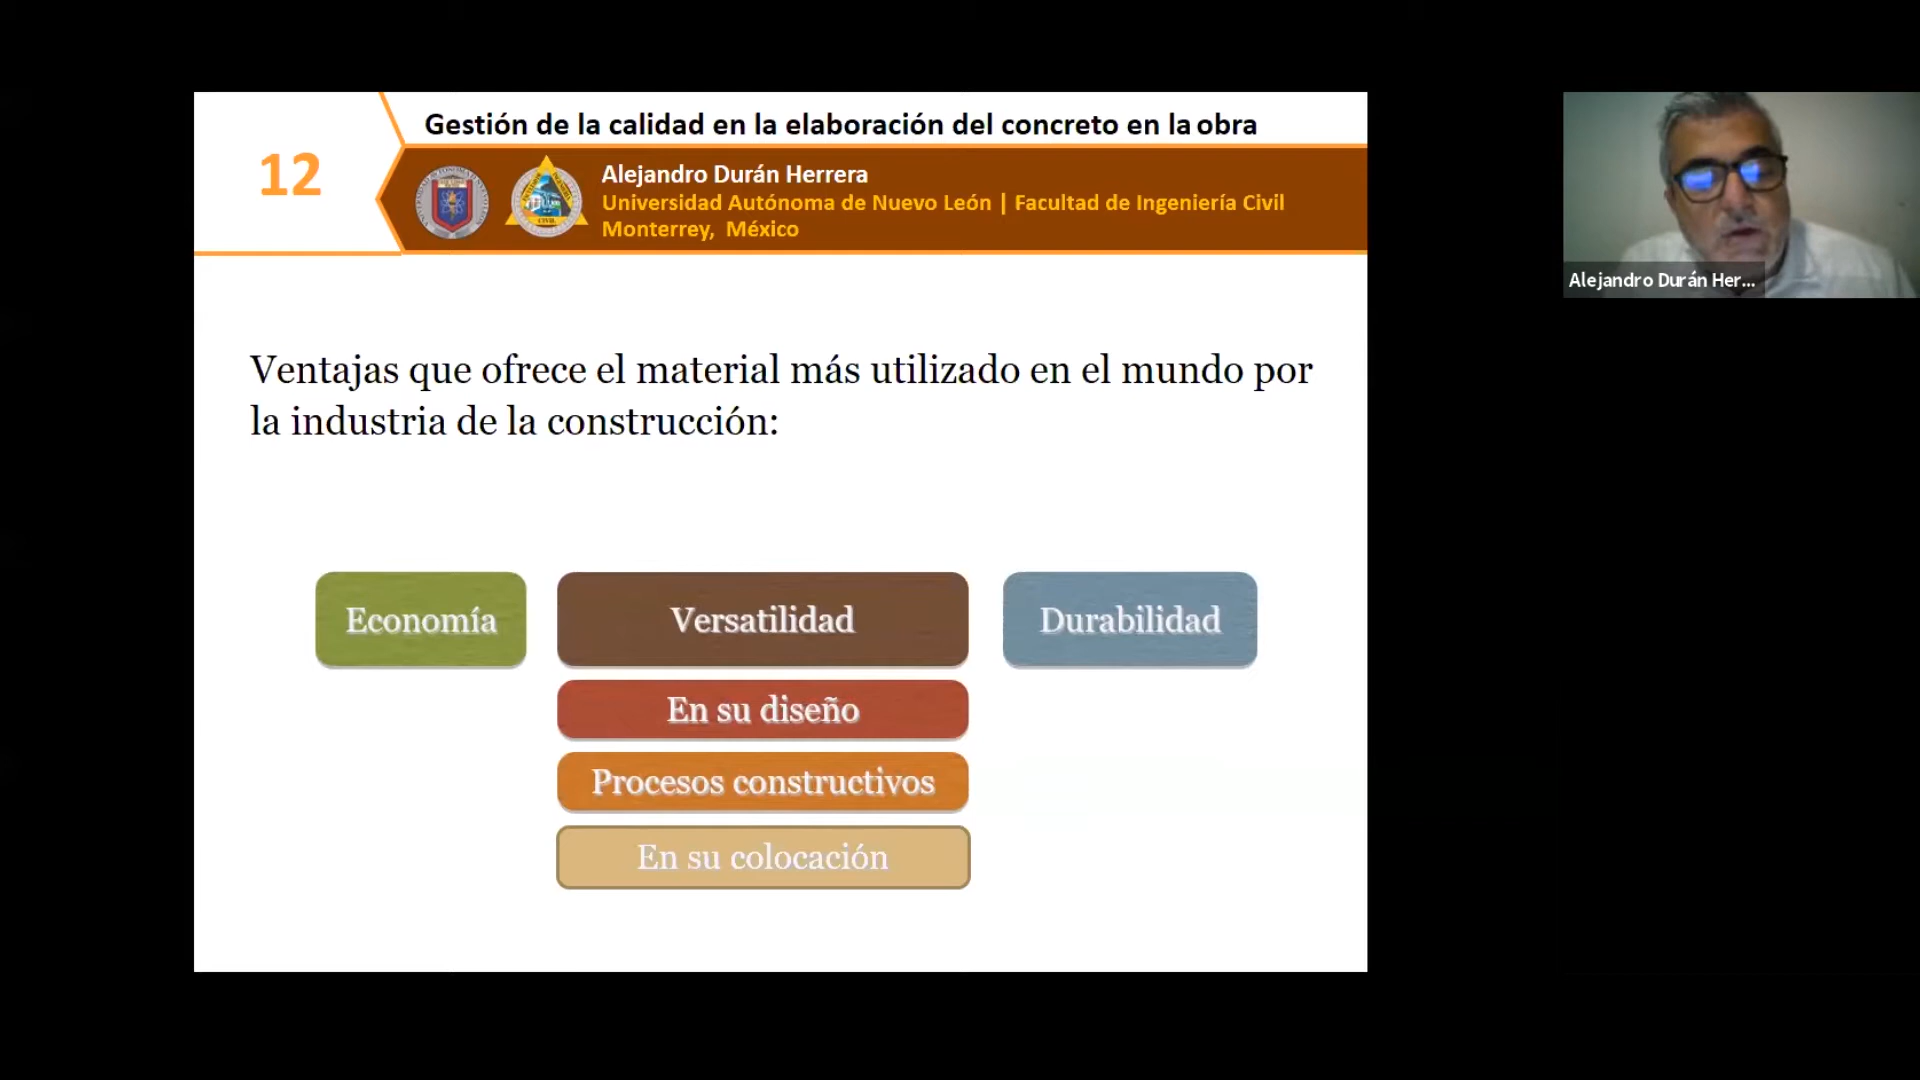 12
Gestión de la calidad en la elaboración del concreto en la obra
Alejandro Durán Herrera
Universidad Autónoma de Nuevo León | Facultad de Ingeniería Civil
Monterrey, México
Alejandro Durán Her...
Ventajas que ofrece el material más utilizado en el mundo por
la industria de la construcción:
Economía
Versatilidad
Durabilidad
En su diseño
Procesos constructivos
En su colocación